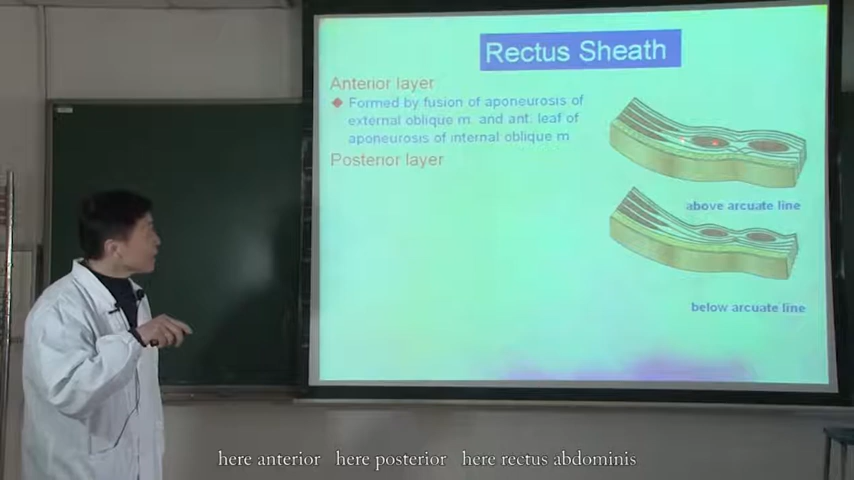 Rectus Sheath
Anterior layer
Formed by fusion of aponeurosis of
external oblique m. and ant. leaf of
aponeurosis of internal oblique m
Posterior layer
above arcuate line
below arcuate line
here anterior here posterior here rectus abdominis